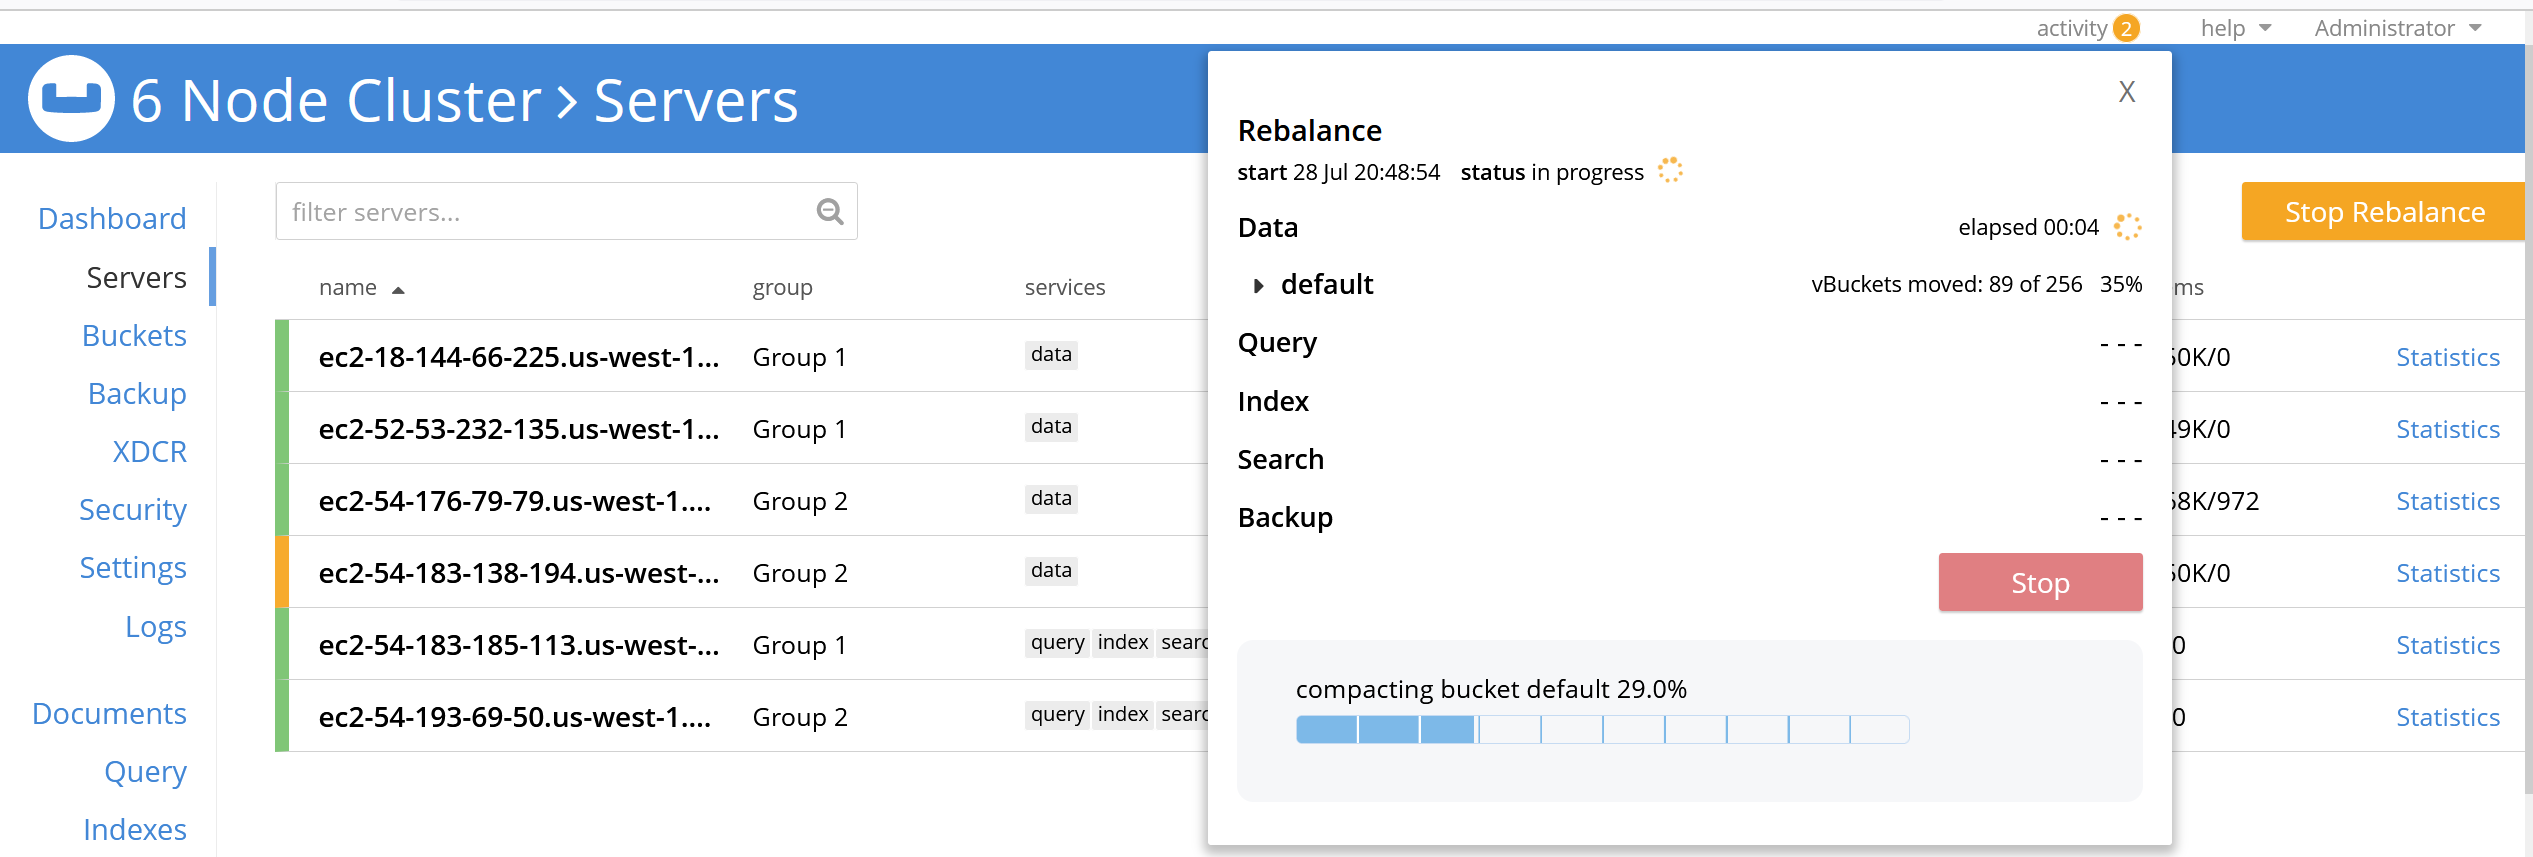 activity 2 help Administrator
6 Node Cluster > Servers
X
Rebalance
start 28 Jul 20:48:54 status in progress
Stop Rebalance
Data elapsed 00:04
default vBuckets moved: 89 of 256 35%
Query - - -
Index - - -
Search - - -
Backup - - -
Stop
compacting bucket default 29.0%
Dashboard
Servers
Buckets
Backup
XDCR
Security
Settings
Logs
Documents
Query
Indexes
filter servers...
name group services
ec2-18-144-66-225.us-west-1... Group 1 data 0K/0 Statistics
ec2-52-53-232-135.us-west-1... Group 1 data 9K/0 Statistics
ec2-54-176-79-79.us-west-1.... Group 2 data 8K/972 Statistics
ec2-54-183-138-194.us-west-... Group 2 data 0K/0 Statistics
ec2-54-183-185-113.us-west-... Group 1 query index 0 Statistics
ec2-54-193-69-50.us-west-1.... Group 2 query index 0 Statistics